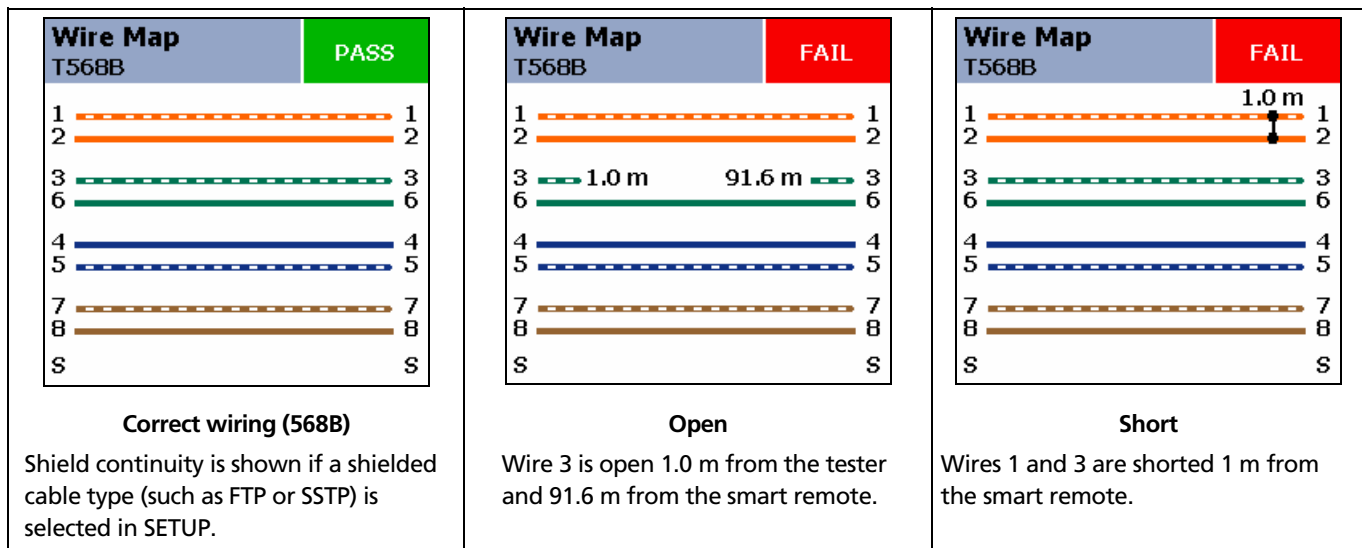 Wire Map
T568B
PASS
1 1
2 2
3 3
6 6
4 4
5 5
7 7
8 8
S S
Correct wiring (568B)
Shield continuity is shown if a shielded
cable type (such as FTP or SSTP) is
selected in SETUP.
Wire Map
T568B
FAIL
1 1
2 2
3 1.0 m 91.6 m 3
6 6
4 4
5 5
7 7
8 8
S S
Open
Wire 3 is open 1.0 m from the tester
and 91.6 m from the smart remote.
Wire Map
T568B
FAIL
1.0 m
1 1
2 2
3 3
6 6
4 4
5 5
7 7
8 8
S S
Short
Wires 1 and 3 are shorted 1 m from
the smart remote.